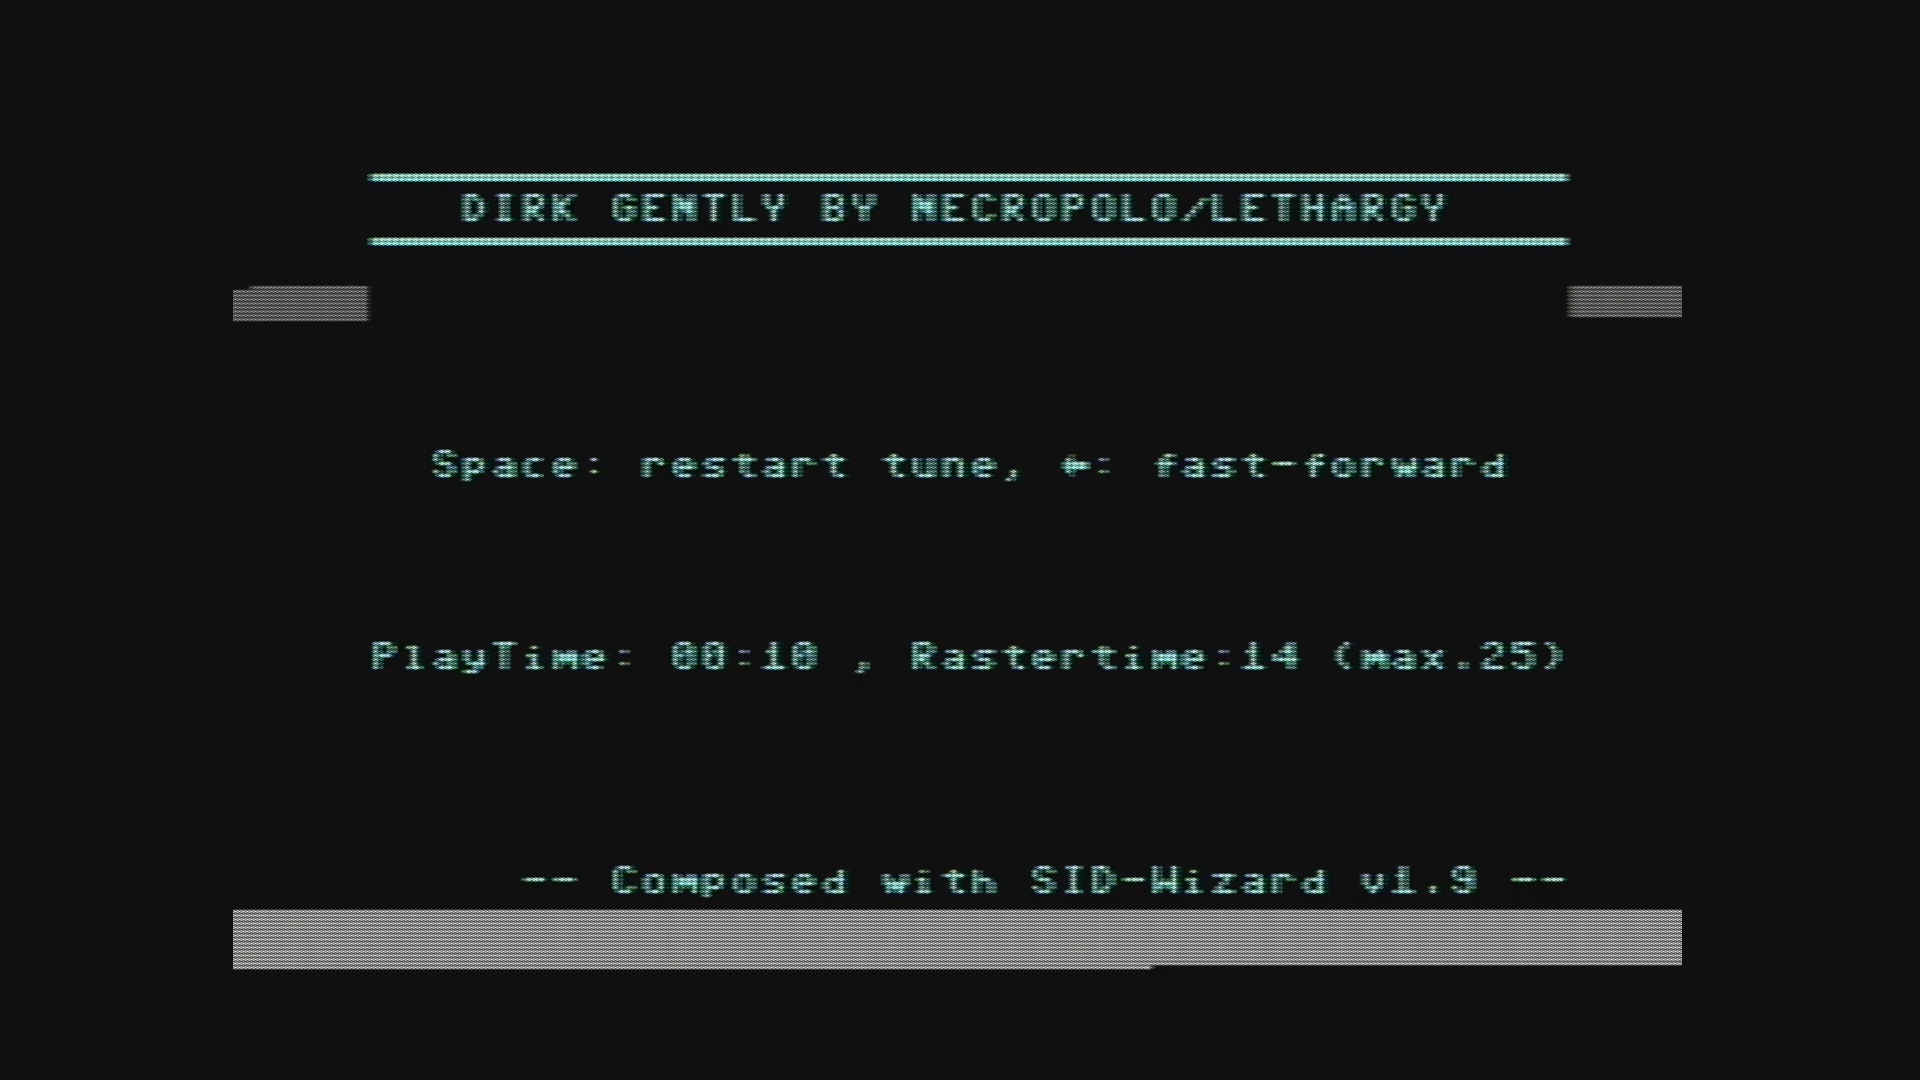 DIRK GENTLY BY NECROPOLO/LETHARGY
Space: restart tune, ←: fast-forward
PlayTime: 00:10 , Rastertime:14 (max.25)
-- Composed with SID-Wizard v1.9 --